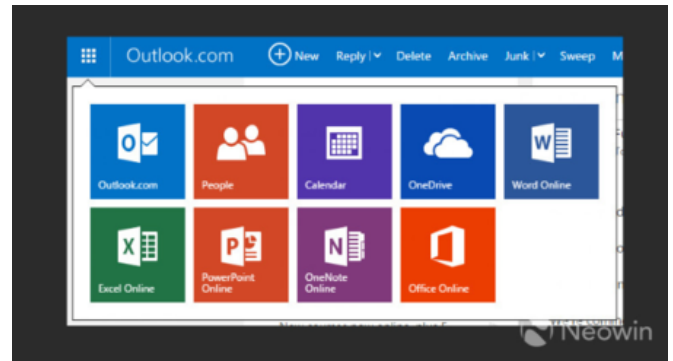 Outlook.com
New
Reply
Delete
Archive
Junk
Sweep
M
Outlook.com
People
Calendar
OneDrive
Word Online
Excel Online
PowerPoint
Online
OneNote
Online
Office Online
Neowin